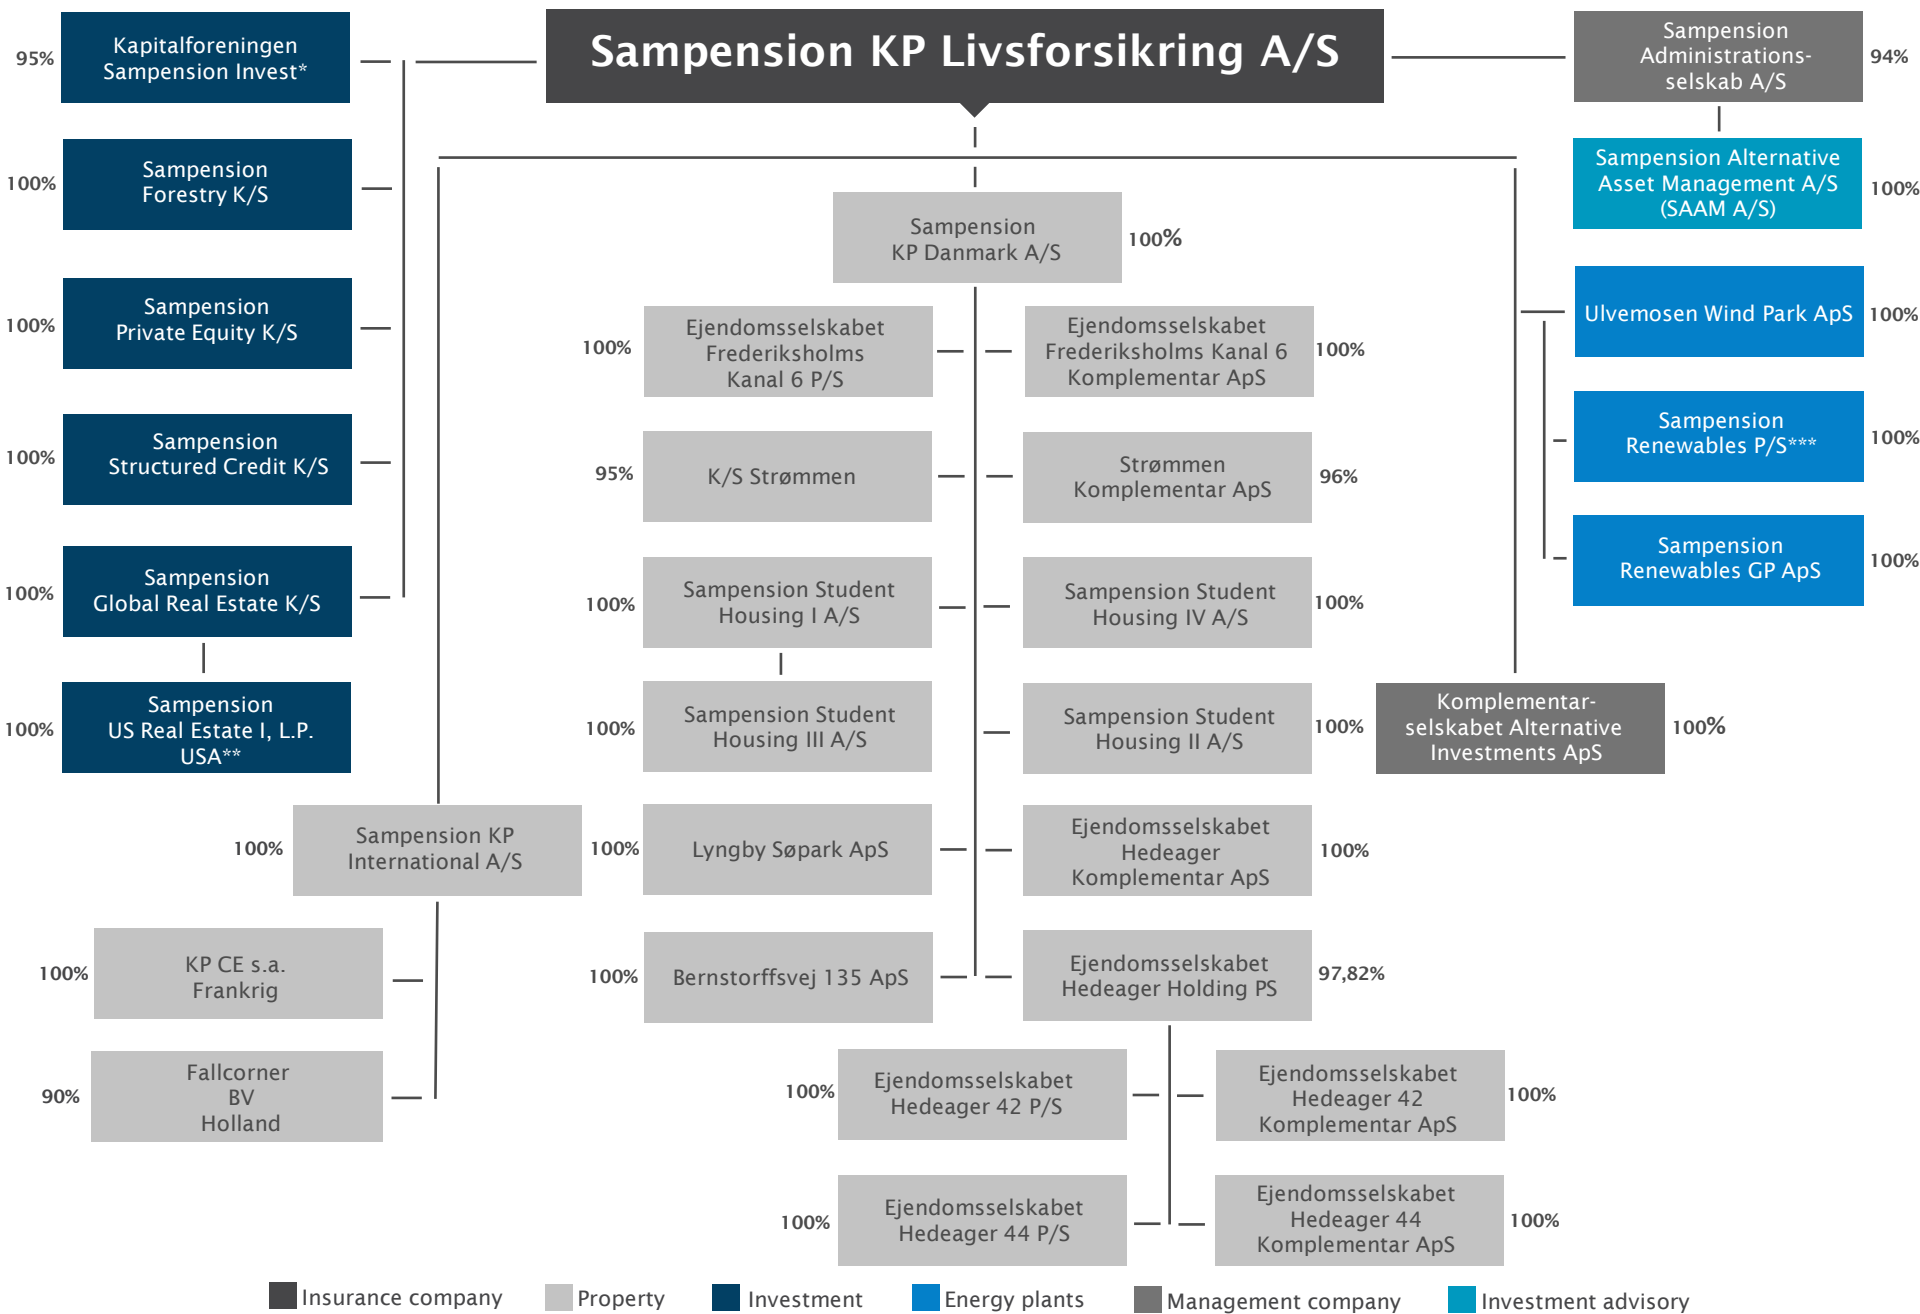 Sampension KP Livsforsikring A/S
95%
Kapitalforeningen
Sampension Invest*
100%
Sampension
Forestry K/S
100%
Sampension
Private Equity K/S
100%
Sampension
Structured Credit K/S
100%
Sampension
Global Real Estate K/S
100%
Sampension
US Real Estate I, L.P.
USA**
Sampension
Administrations-
selskab A/S
94%
Sampension Alternative
Asset Management A/S
(SAAM A/S)
100%
Ulvemosen Wind Park ApS
100%
Sampension
Renewables P/S***
100%
Sampension
Renewables GP ApS
100%
Komplementar-
selskabet Alternative
Investments ApS
100%
Sampension
KP Danmark A/S
100%
100%
Ejendomsselskabet
Frederiksholms
Kanal 6 P/S
Ejendomsselskabet
Frederiksholms Kanal 6
Komplementar ApS
100%
95%
K/S Strømmen
Strømmen
Komplementar ApS
96%
100%
Sampension Student
Housing I A/S
Sampension Student
Housing IV A/S
100%
100%
Sampension Student
Housing III A/S
Sampension Student
Housing II A/S
100%
100%
Lyngby Søpark ApS
Ejendomsselskabet
Hedeager
Komplementar ApS
100%
100%
Bernstorffsvej 135 ApS
Ejendomsselskabet
Hedeager Holding PS
97,82%
100%
Ejendomsselskabet
Hedeager 42 P/S
Ejendomsselskabet
Hedeager 42
Komplementar ApS
100%
100%
Ejendomsselskabet
Hedeager 44 P/S
Ejendomsselskabet
Hedeager 44
Komplementar ApS
100%
100%
Sampension KP
International A/S
100%
KP CE s.a.
Frankrig
90%
Fallcorner
BV
Holland
Insurance company
Property
Investment
Energy plants
Management company
Investment advisory